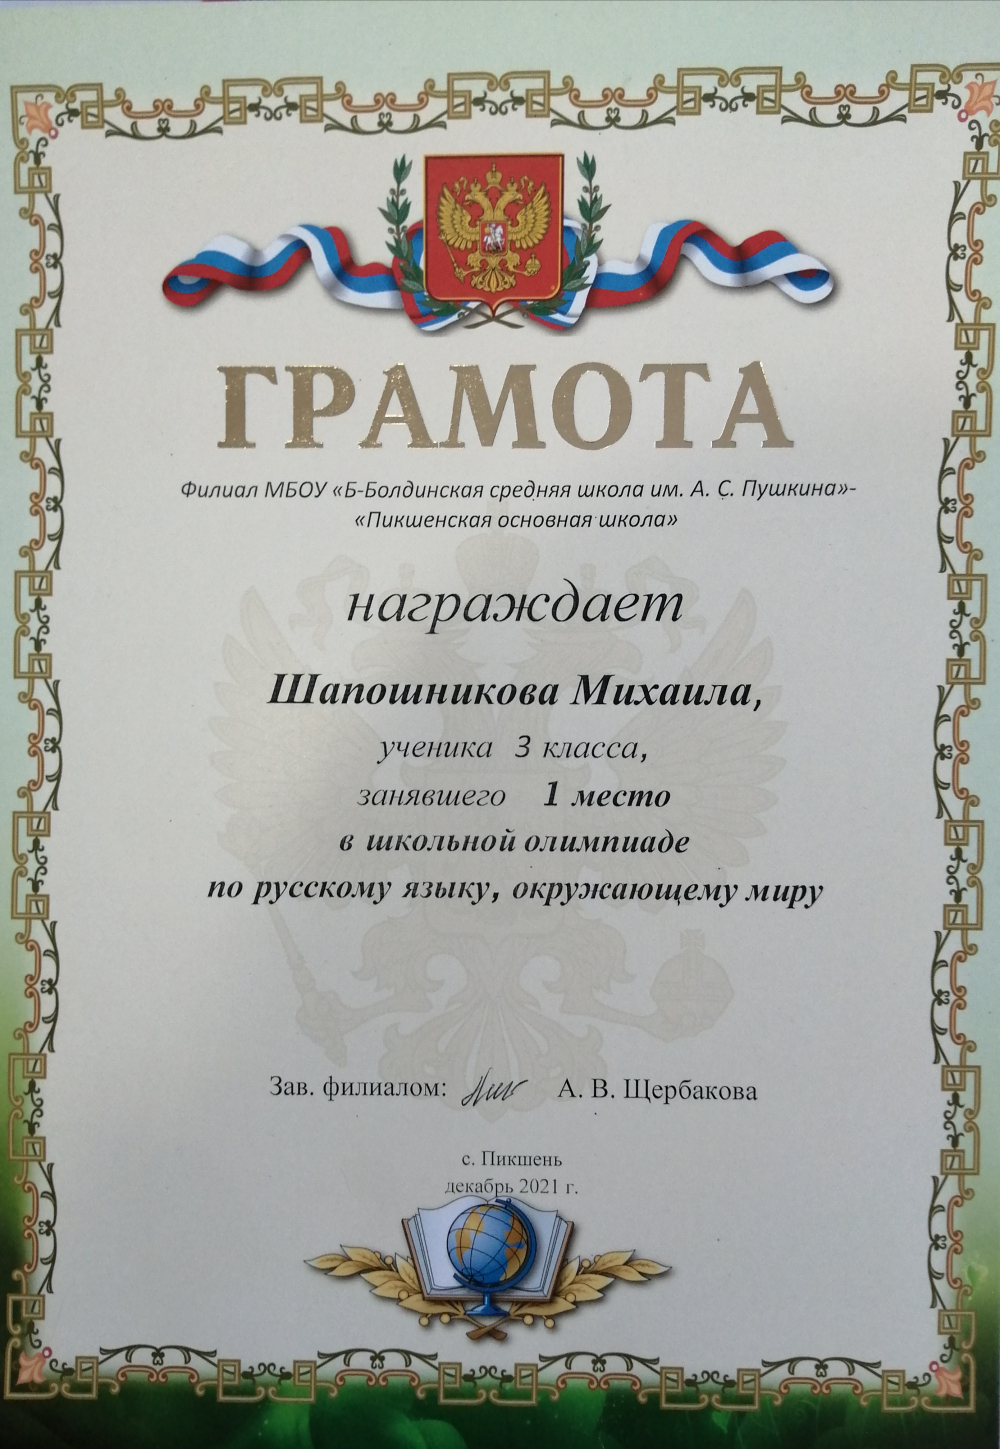 ГРАМОТА
Филиал МБОУ «Б-Болдинская средняя школа им. А. С. Пушкина»-
«Пикшенская основная школа»
награждает
Шапошникова Михаила,
ученика 3 класса,
занявшего 1 место
в школьной олимпиаде
по русскому языку, окружающему миру
Зав. филиалом: А. В. Щербакова
с. Пикшень
декабрь 2021 г.